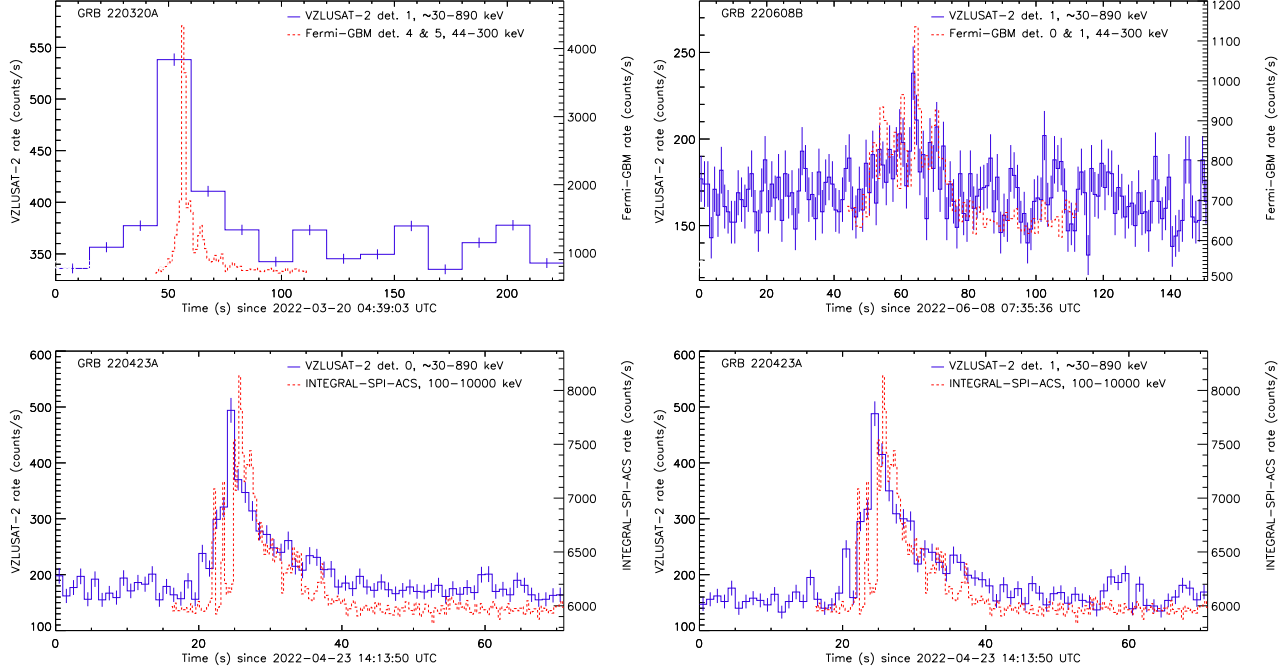 GRB 220320A
VZLUSAT-2 det. 1, ~30-890 keV
Fermi-GBM det. 4 & 5, 44-300 keV
VZLUSAT-2 rate (counts/s)
550
500
450
400
350
4000
3000
2000
1000
Fermi-GBM rate (counts/s)
0 50 100 150 200
Time (s) since 2022-03-20 04:39:03 UTC
GRB 220608B
VZLUSAT-2 det. 1, ~30-890 keV
Fermi-GBM det. 0 & 1, 44-300 keV
VZLUSAT-2 rate (counts/s)
250
200
150
1200
1100
1000
900
800
700
600
500
Fermi-GBM rate (counts/s)
0 20 40 60 80 100 120 140
Time (s) since 2022-06-08 07:35:36 UTC
GRB 220423A
VZLUSAT-2 det. 0, ~30-890 keV
INTEGRAL-SPI-ACS, 100-10000 keV
VZLUSAT-2 rate (counts/s)
600
500
400
300
200
100
8000
7500
7000
6500
6000
INTEGRAL-SPI-ACS rate (counts/s)
0 20 40 60
Time (s) since 2022-04-23 14:13:50 UTC
GRB 220423A
VZLUSAT-2 det. 1, ~30-890 keV
INTEGRAL-SPI-ACS, 100-10000 keV
VZLUSAT-2 rate (counts/s)
600
500
400
300
200
100
8000
7500
7000
6500
6000
INTEGRAL-SPI-ACS rate (counts/s)
0 20 40 60
Time (s) since 2022-04-23 14:13:50 UTC